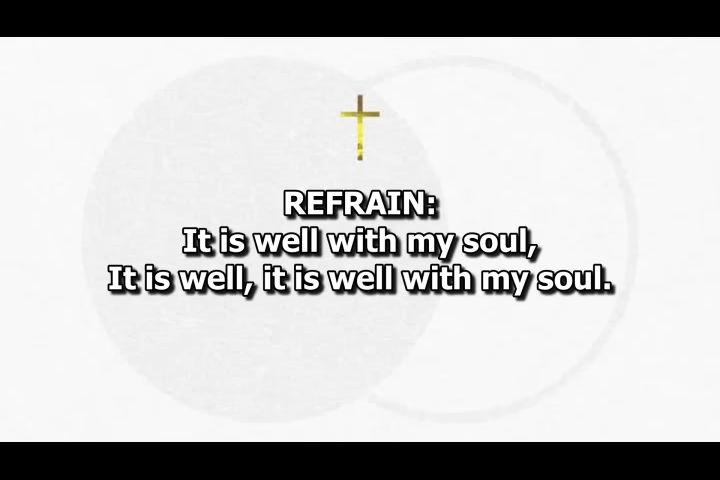 REFRAIN:
It is well with my soul,
It is well, it is well with my soul.